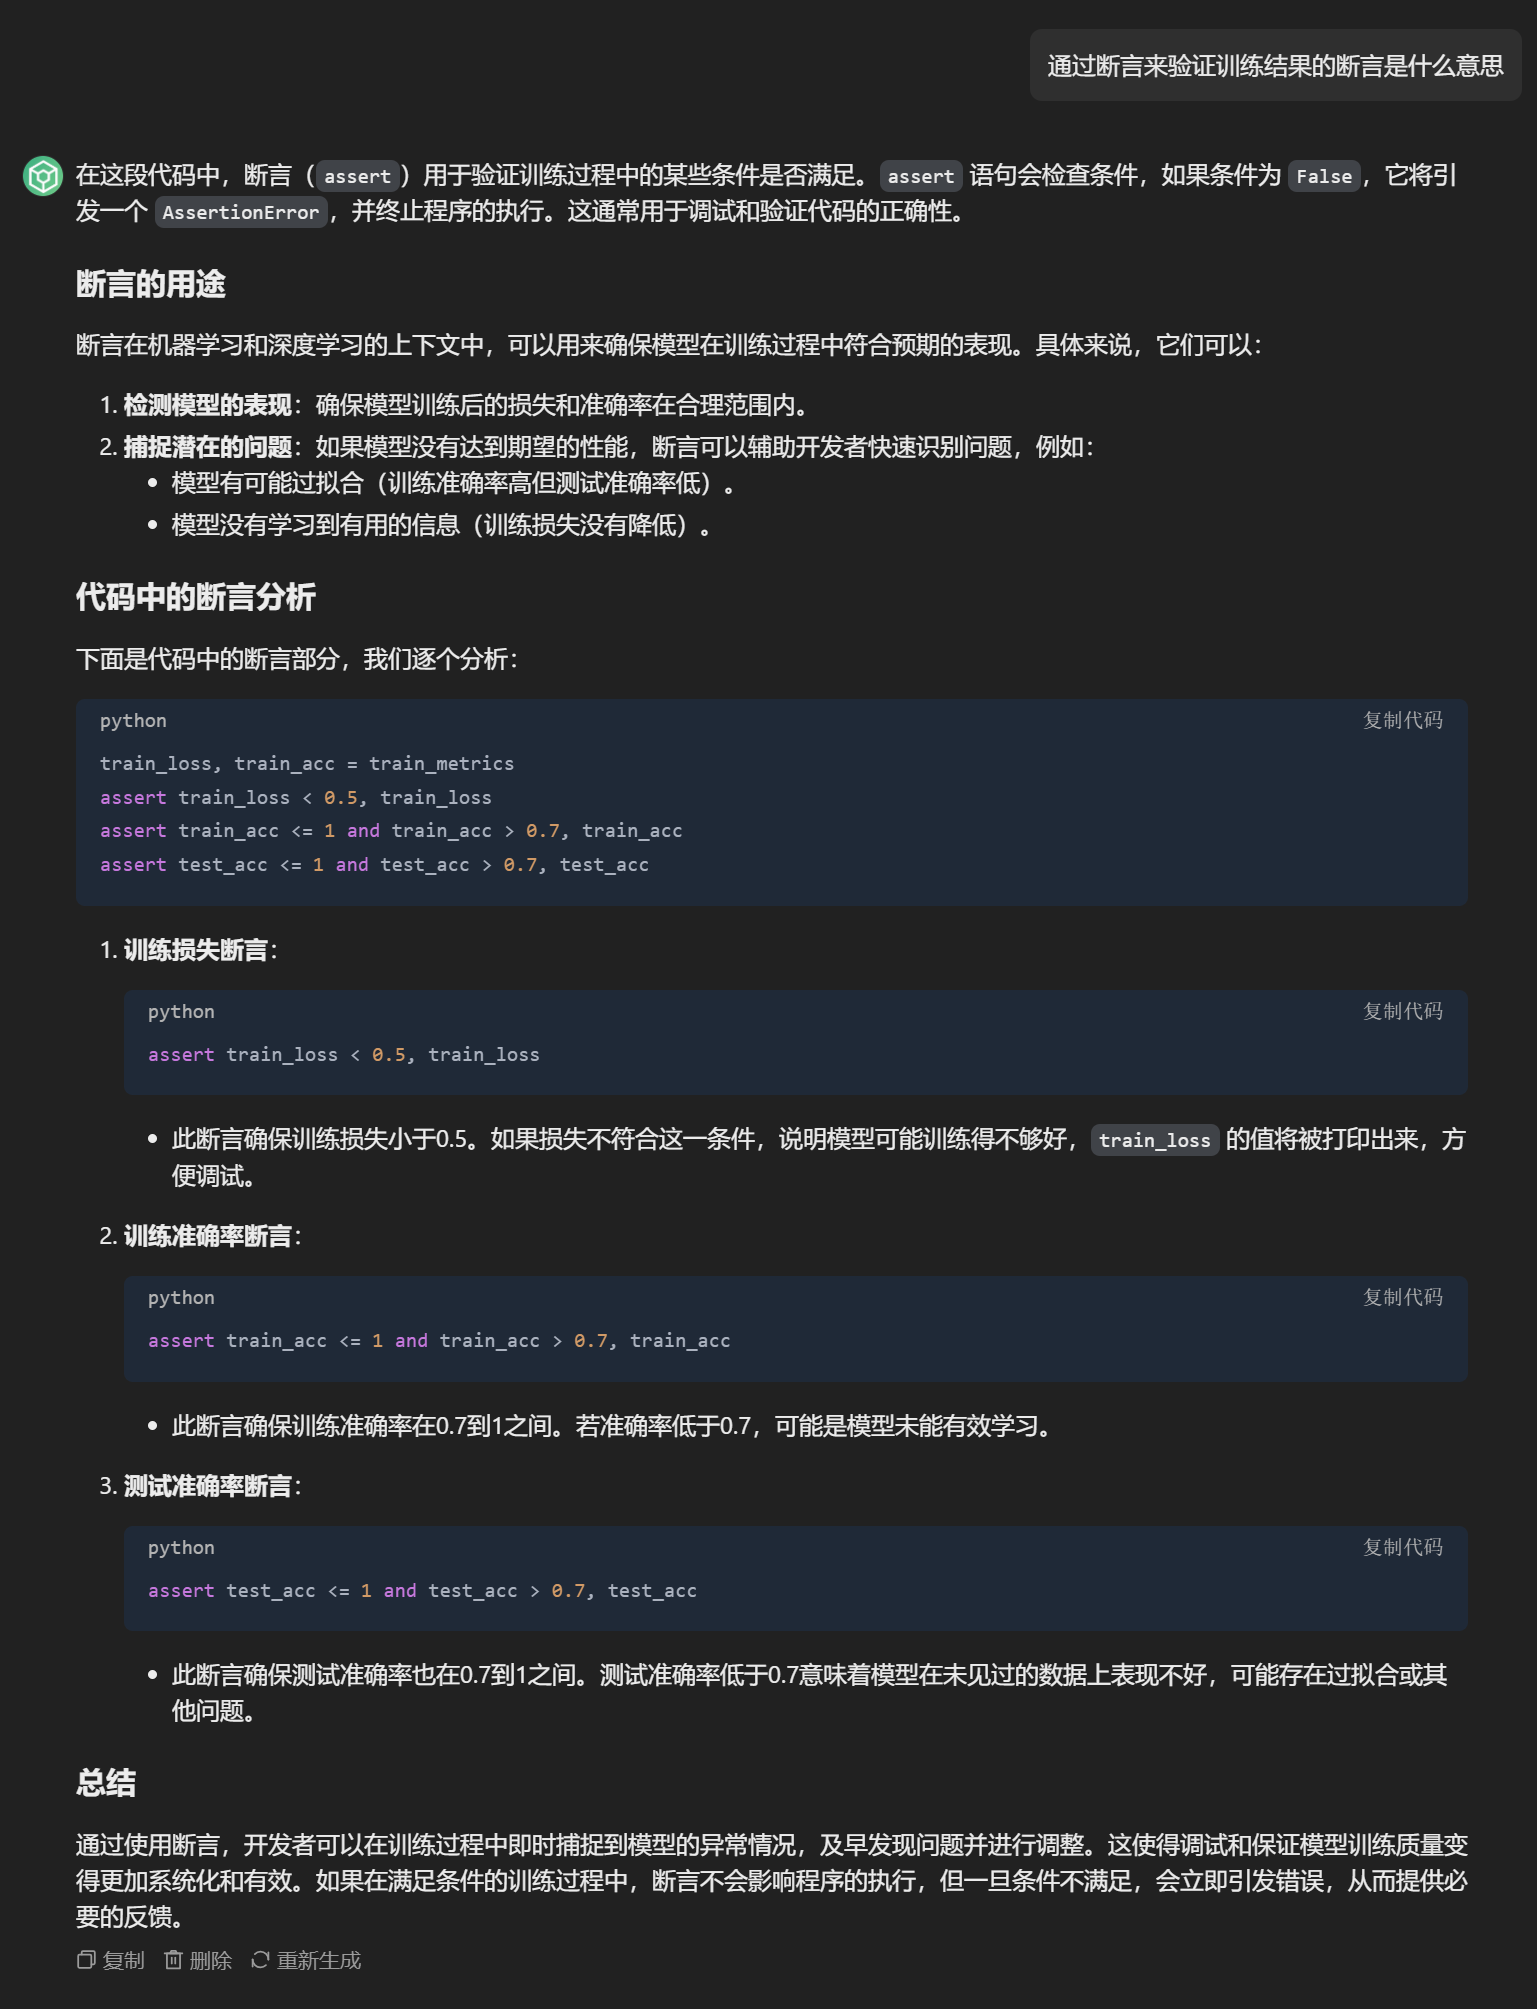 通过断言来验证训练结果的断言是什么意思
在这段代码中，断言（assert）用于验证训练过程中的某些条件是否满足。assert 语句会检查条件，如果条件为 False，它将引
发一个 AssertionError，并终止程序的执行。这通常用于调试和验证代码的正确性。
断言的用途
断言在机器学习和深度学习的上下文中，可以用来确保模型在训练过程中符合预期的表现。具体来说，它们可以：
1. 检测模型的表现：确保模型训练后的损失和准确率在合理范围内。
2. 捕捉潜在的问题：如果模型没有达到期望的性能，断言可以辅助开发者快速识别问题，例如：
• 模型有可能过拟合（训练准确率高但测试准确率低）。
• 模型没有学习到有用的信息（训练损失没有降低）。
代码中的断言分析
下面是代码中的断言部分，我们逐个分析：
python 复制代码
train_loss, train_acc = train_metrics
assert train_loss < 0.5, train_loss
assert train_acc <= 1 and train_acc > 0.7, train_acc
assert test_acc <= 1 and test_acc > 0.7, test_acc
1. 训练损失断言：
python 复制代码
assert train_loss < 0.5, train_loss
• 此断言确保训练损失小于0.5。如果损失不符合这一条件，说明模型可能训练得不够好，train_loss 的值将被打印出来，方
便调试。
2. 训练准确率断言：
python 复制代码
assert train_acc <= 1 and train_acc > 0.7, train_acc
• 此断言确保训练准确率在0.7到1之间。若准确率低于0.7，可能是模型未能有效学习。
3. 测试准确率断言：
python 复制代码
assert test_acc <= 1 and test_acc > 0.7, test_acc
• 此断言确保测试准确率也在0.7到1之间。测试准确率低于0.7意味着模型在未见过的数据上表现不好，可能存在过拟合或其
他问题。
总结
通过使用断言，开发者可以在训练过程中即时捕捉到模型的异常情况，及早发现问题并进行调整。这使得调试和保证模型训练质量变
得更加系统化和有效。如果在满足条件的训练过程中，断言不会影响程序的执行，但一旦条件不满足，会立即引发错误，从而提供必
要的反馈。
复制 删除 重新生成